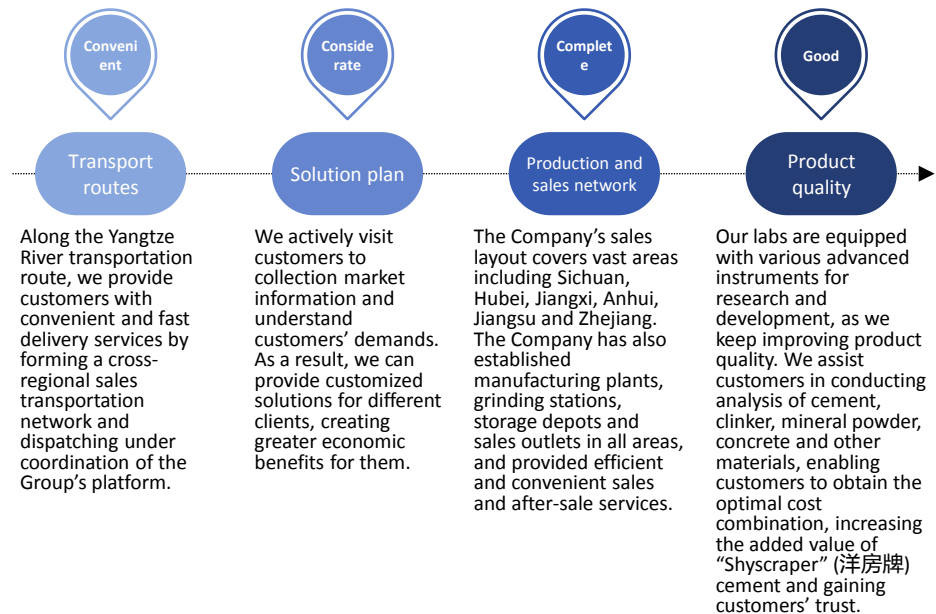 Conveni
ent
Conside
rate
Complet
e
Good
Transport
routes
Solution plan
Production and
sales network
Product
quality
Along the Yangtze
River transportation
route, we provide
customers with
convenient and fast
delivery services by
forming a cross-
regional sales
transportation
network and
dispatching under
coordination of the
Group’s platform.
We actively visit
customers to
collection market
information and
understand
customers’ demands.
As a result, we can
provide customized
solutions for different
clients, creating
greater economic
benefits for them.
The Company’s sales
layout covers vast areas
including Sichuan,
Hubei, Jiangxi, Anhui,
Jiangsu and Zhejiang.
The Company has also
established
manufacturing plants,
grinding stations,
storage depots and
sales outlets in all areas,
and provided efficient
and convenient sales
and after-sale services.
Our labs are equipped
with various advanced
instruments for
research and
development, as we
keep improving product
quality. We assist
customers in conducting
analysis of cement,
clinker, mineral powder,
concrete and other
materials, enabling
customers to obtain the
optimal cost
combination, increasing
the added value of
“Shyscraper” (洋房牌)
cement and gaining
customers’ trust.